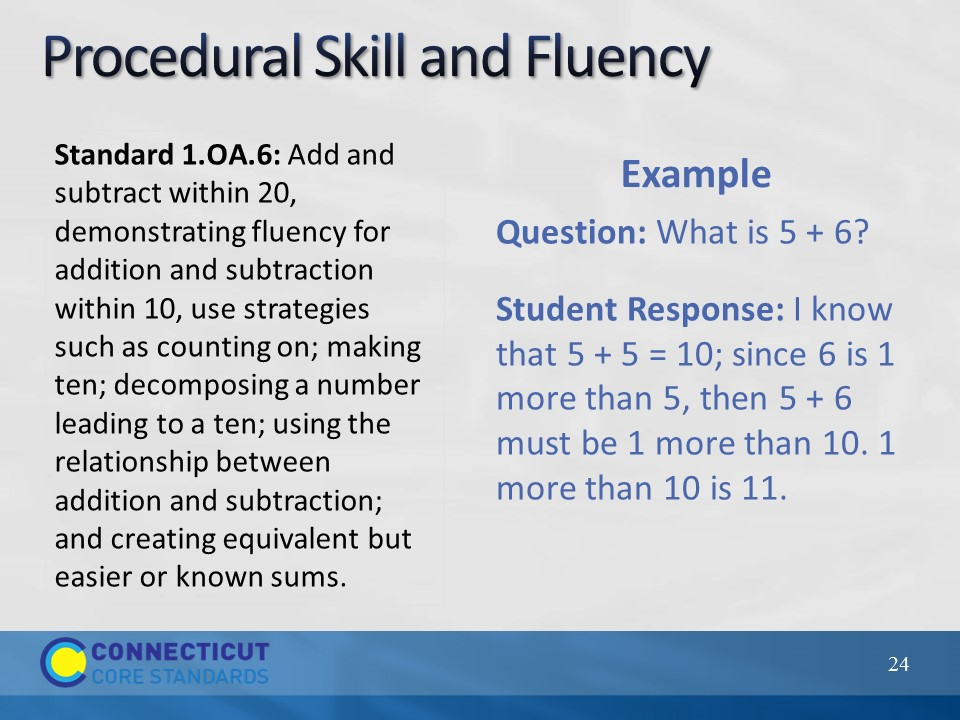 Procedural Skill and Fluency
Standard 1.OA.6: Add and
subtract within 20,
demonstrating fluency for
addition and subtraction
within 10, use strategies
such as counting on; making
ten; decomposing a number
leading to a ten; using the
relationship between
addition and subtraction;
and creating equivalent but
easier or known sums.
Example
Question: What is 5 + 6?
Student Response: I know
that 5 + 5 = 10; since 6 is 1
more than 5, then 5 + 6
must be 1 more than 10. 1
more than 10 is 11.
CONNECTICUT
CORE STANDARDS
24